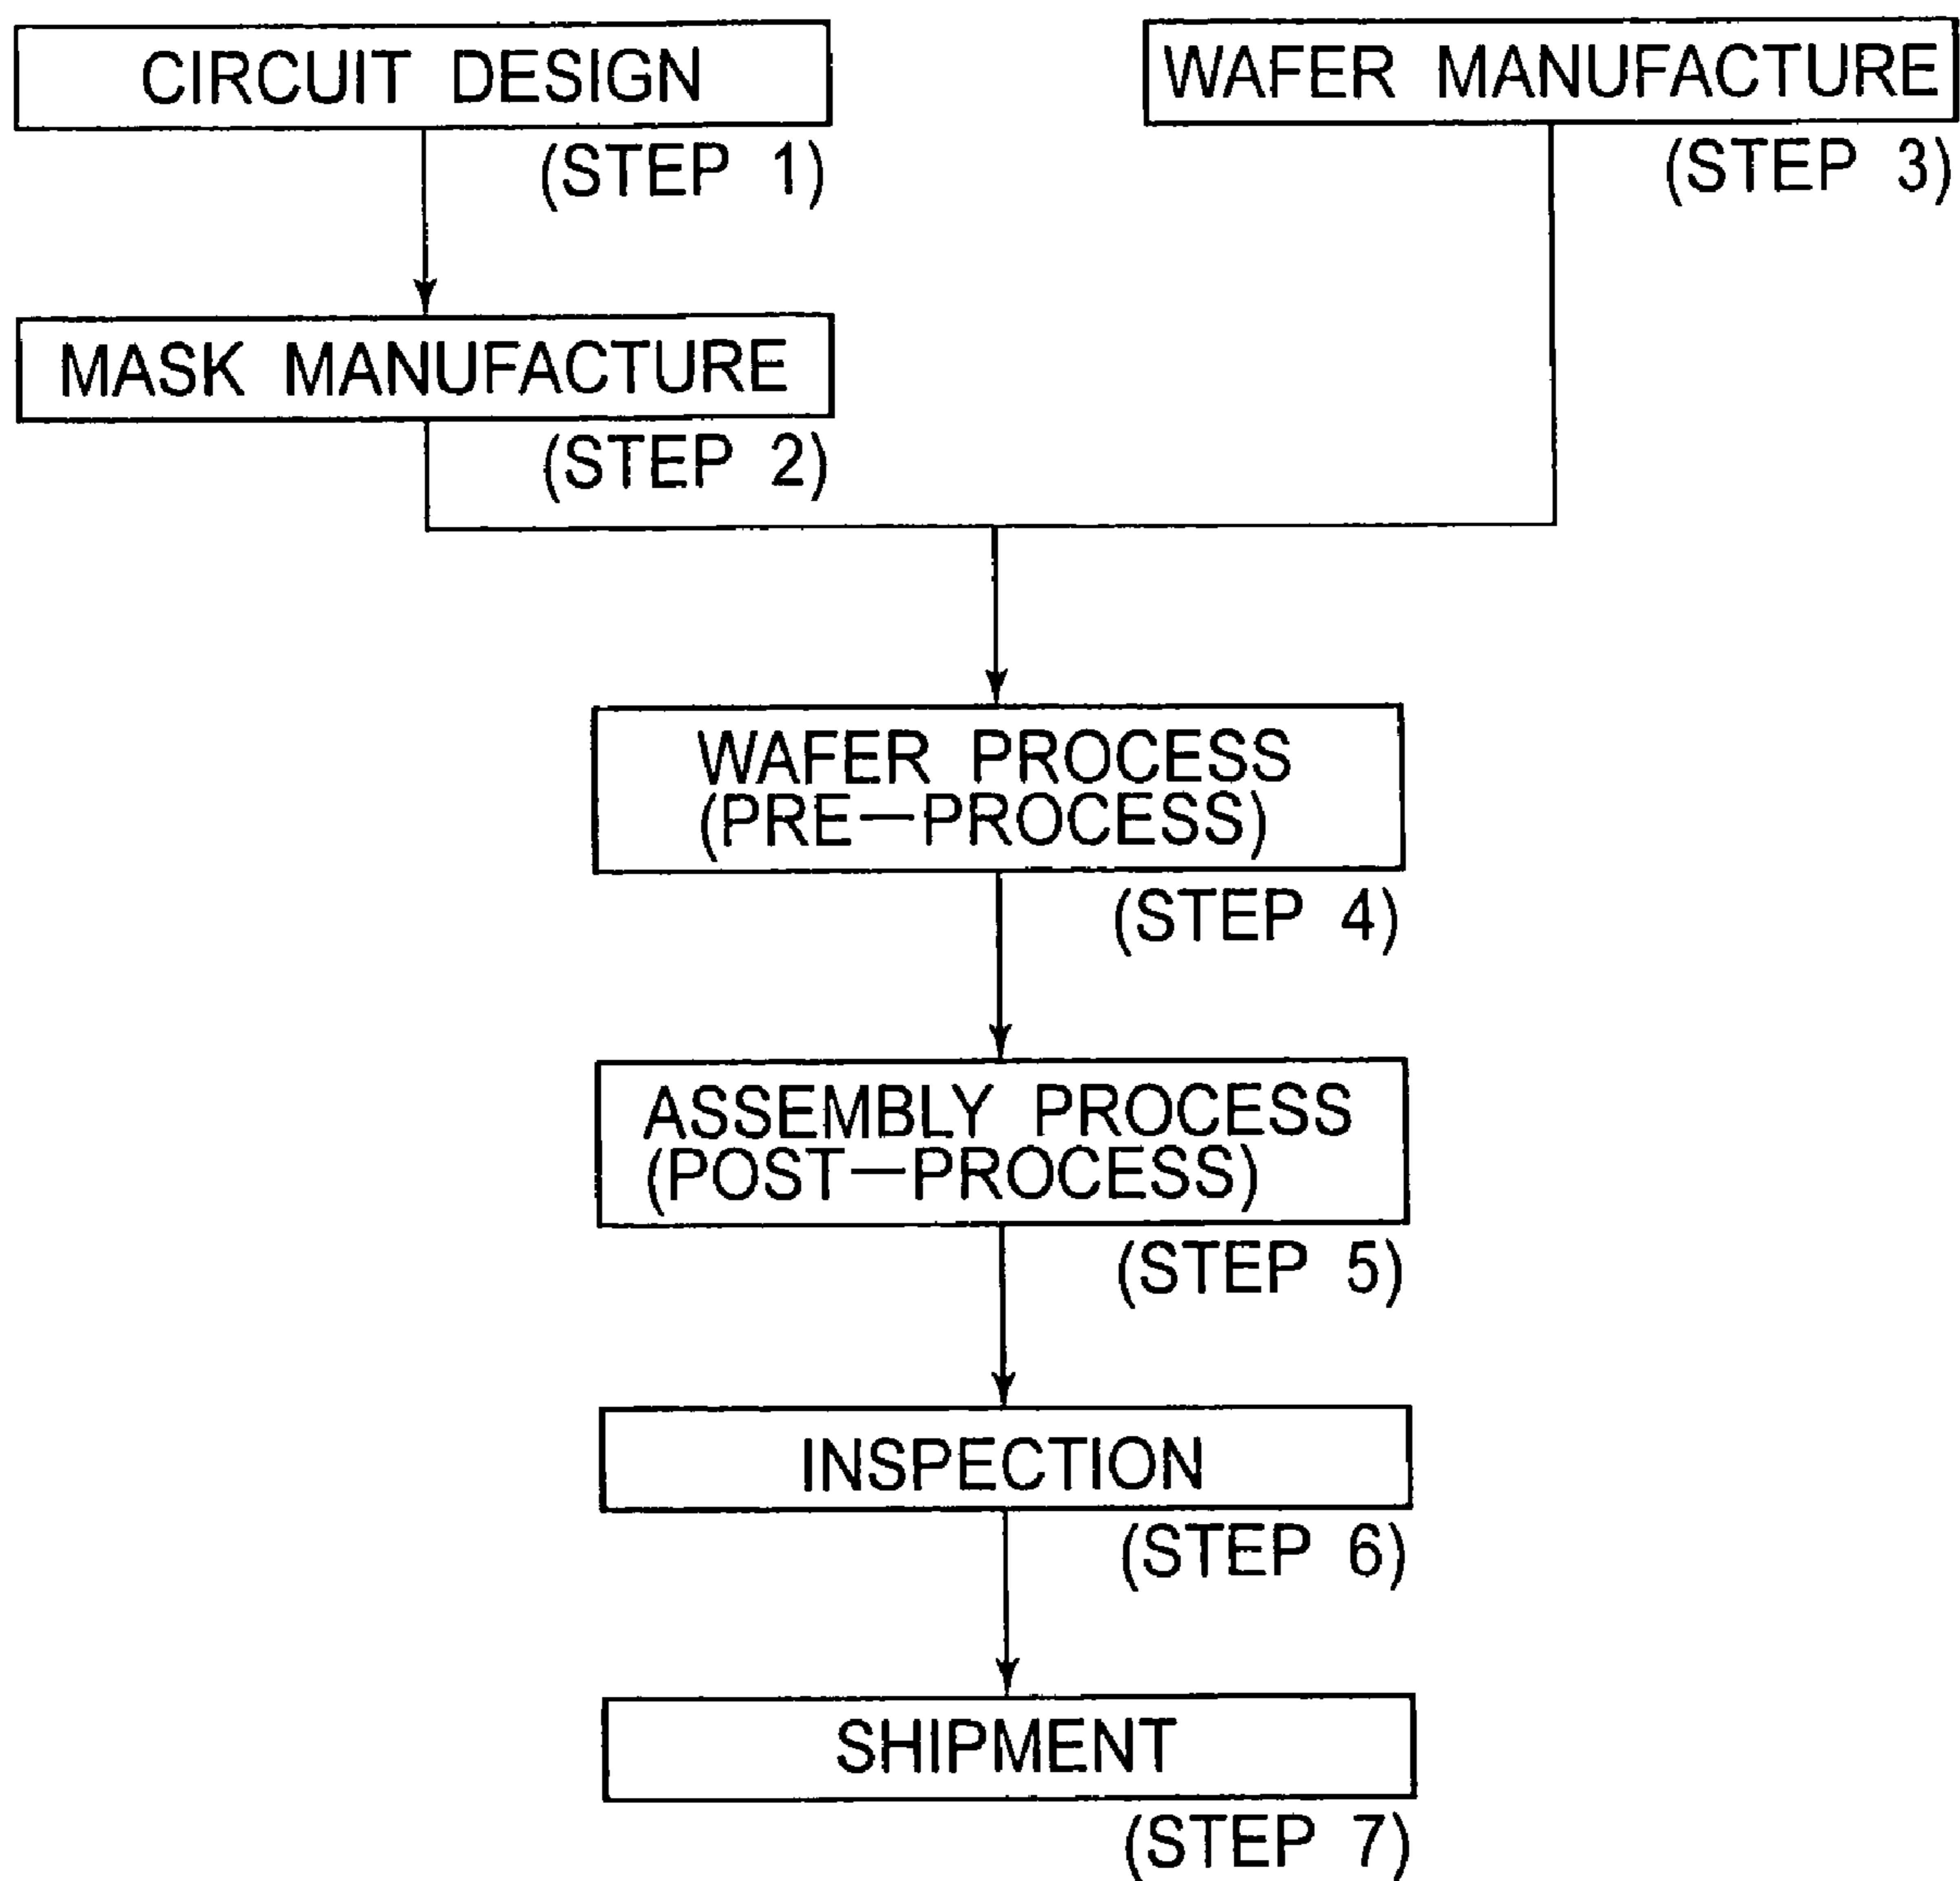 CIRCUIT DESIGN
(STEP 1)
WAFER MANUFACTURE
(STEP 3)
MASK MANUFACTURE
(STEP 2)
WAFER PROCESS
(PRE—PROCESS)
(STEP 4)
ASSEMBLY PROCESS
(POST—PROCESS)
(STEP 5)
INSPECTION
(STEP 6)
SHIPMENT
(STEP 7)